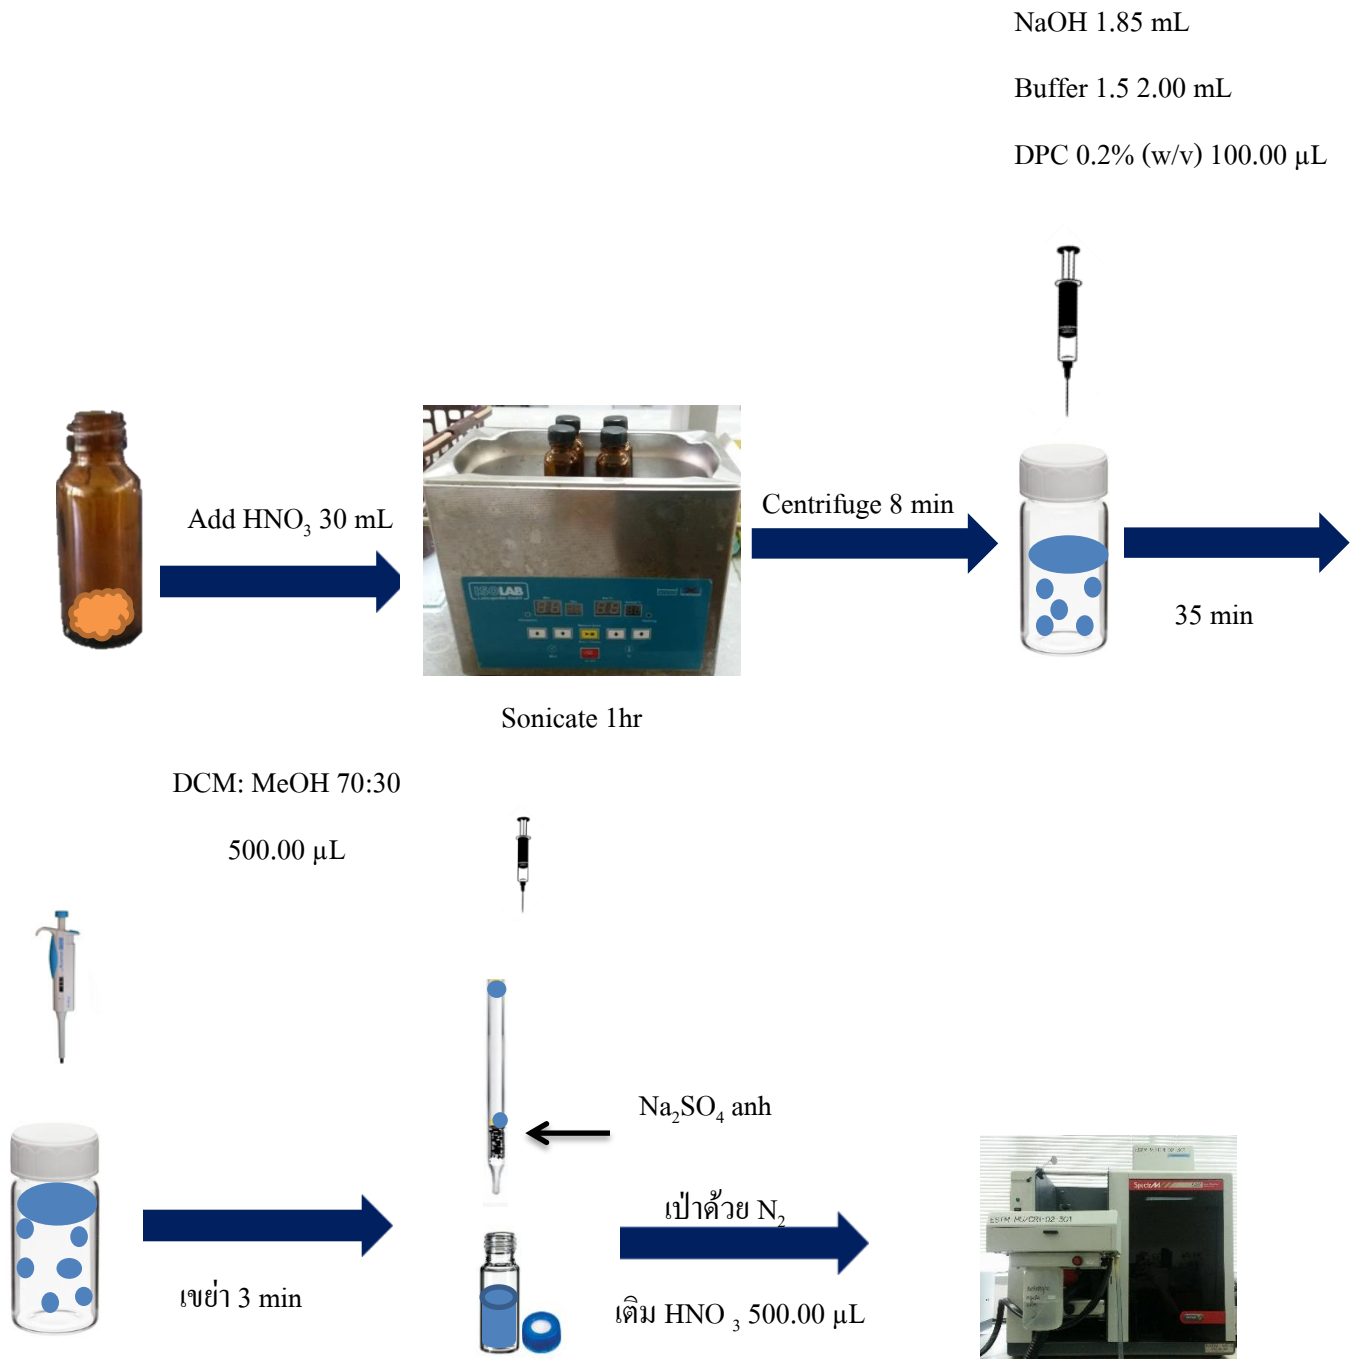 NaOH 1.85 mL
Buffer 1.5 2.00 mL
DPC 0.2% (w/v) 100.00 µL
Add HNO3 30 mL
ISOLAB
Centrifuge 8 min
35 min
Sonicate 1hr
DCM: MeOH 70:30
500.00 µL
Na2SO4 anh
เป่าด้วย N2
เขย่า 3 min
เติม HNO 3 500.00 µL
SpectrAA